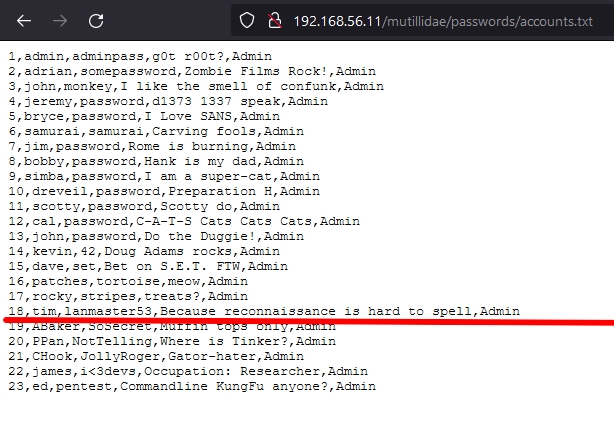 192.168.56.11/mutillidae/passwords/accounts.txt
1,admin,adminpass,g0t r00t?,Admin
2,adrian,somepassword,Zombie Films Rock!,Admin
3,john,monkey,I like the smell of confunk,Admin
4,jeremy,password,d1373 1337 speak,Admin
5,bryce,password,I Love SANS,Admin
6,samurai,samurai,Carving fools,Admin
7,jim,password,Rome is burning,Admin
8,bobby,password,Hank is my dad,Admin
9,simba,password,I am a super-cat,Admin
10,dreveil,password,Preparation H,Admin
11,scotty,password,Scotty do,Admin
12,cal,password,C-A-T-S Cats Cats Cats,Admin
13,john,password,Do the Duggie!,Admin
14,kevin,42,Doug Adams rocks,Admin
15,dave,set,Bet on S.E.T. FTW,Admin
16,patches,tortoise,meow,Admin
17,rocky,stripes,treats?,Admin
18,tim,lanmaster53,Because reconnaissance is hard to spell,Admin
19,ABaker,SoSecret,Muffin tops only,Admin
20,PPan,NotTelling,Where is Tinker?,Admin
21,CHook,JollyRoger,Gator-hater,Admin
22,james,i<3devs,Occupation: Researcher,Admin
23,ed,pentest,Commandline KungFu anyone?,Admin